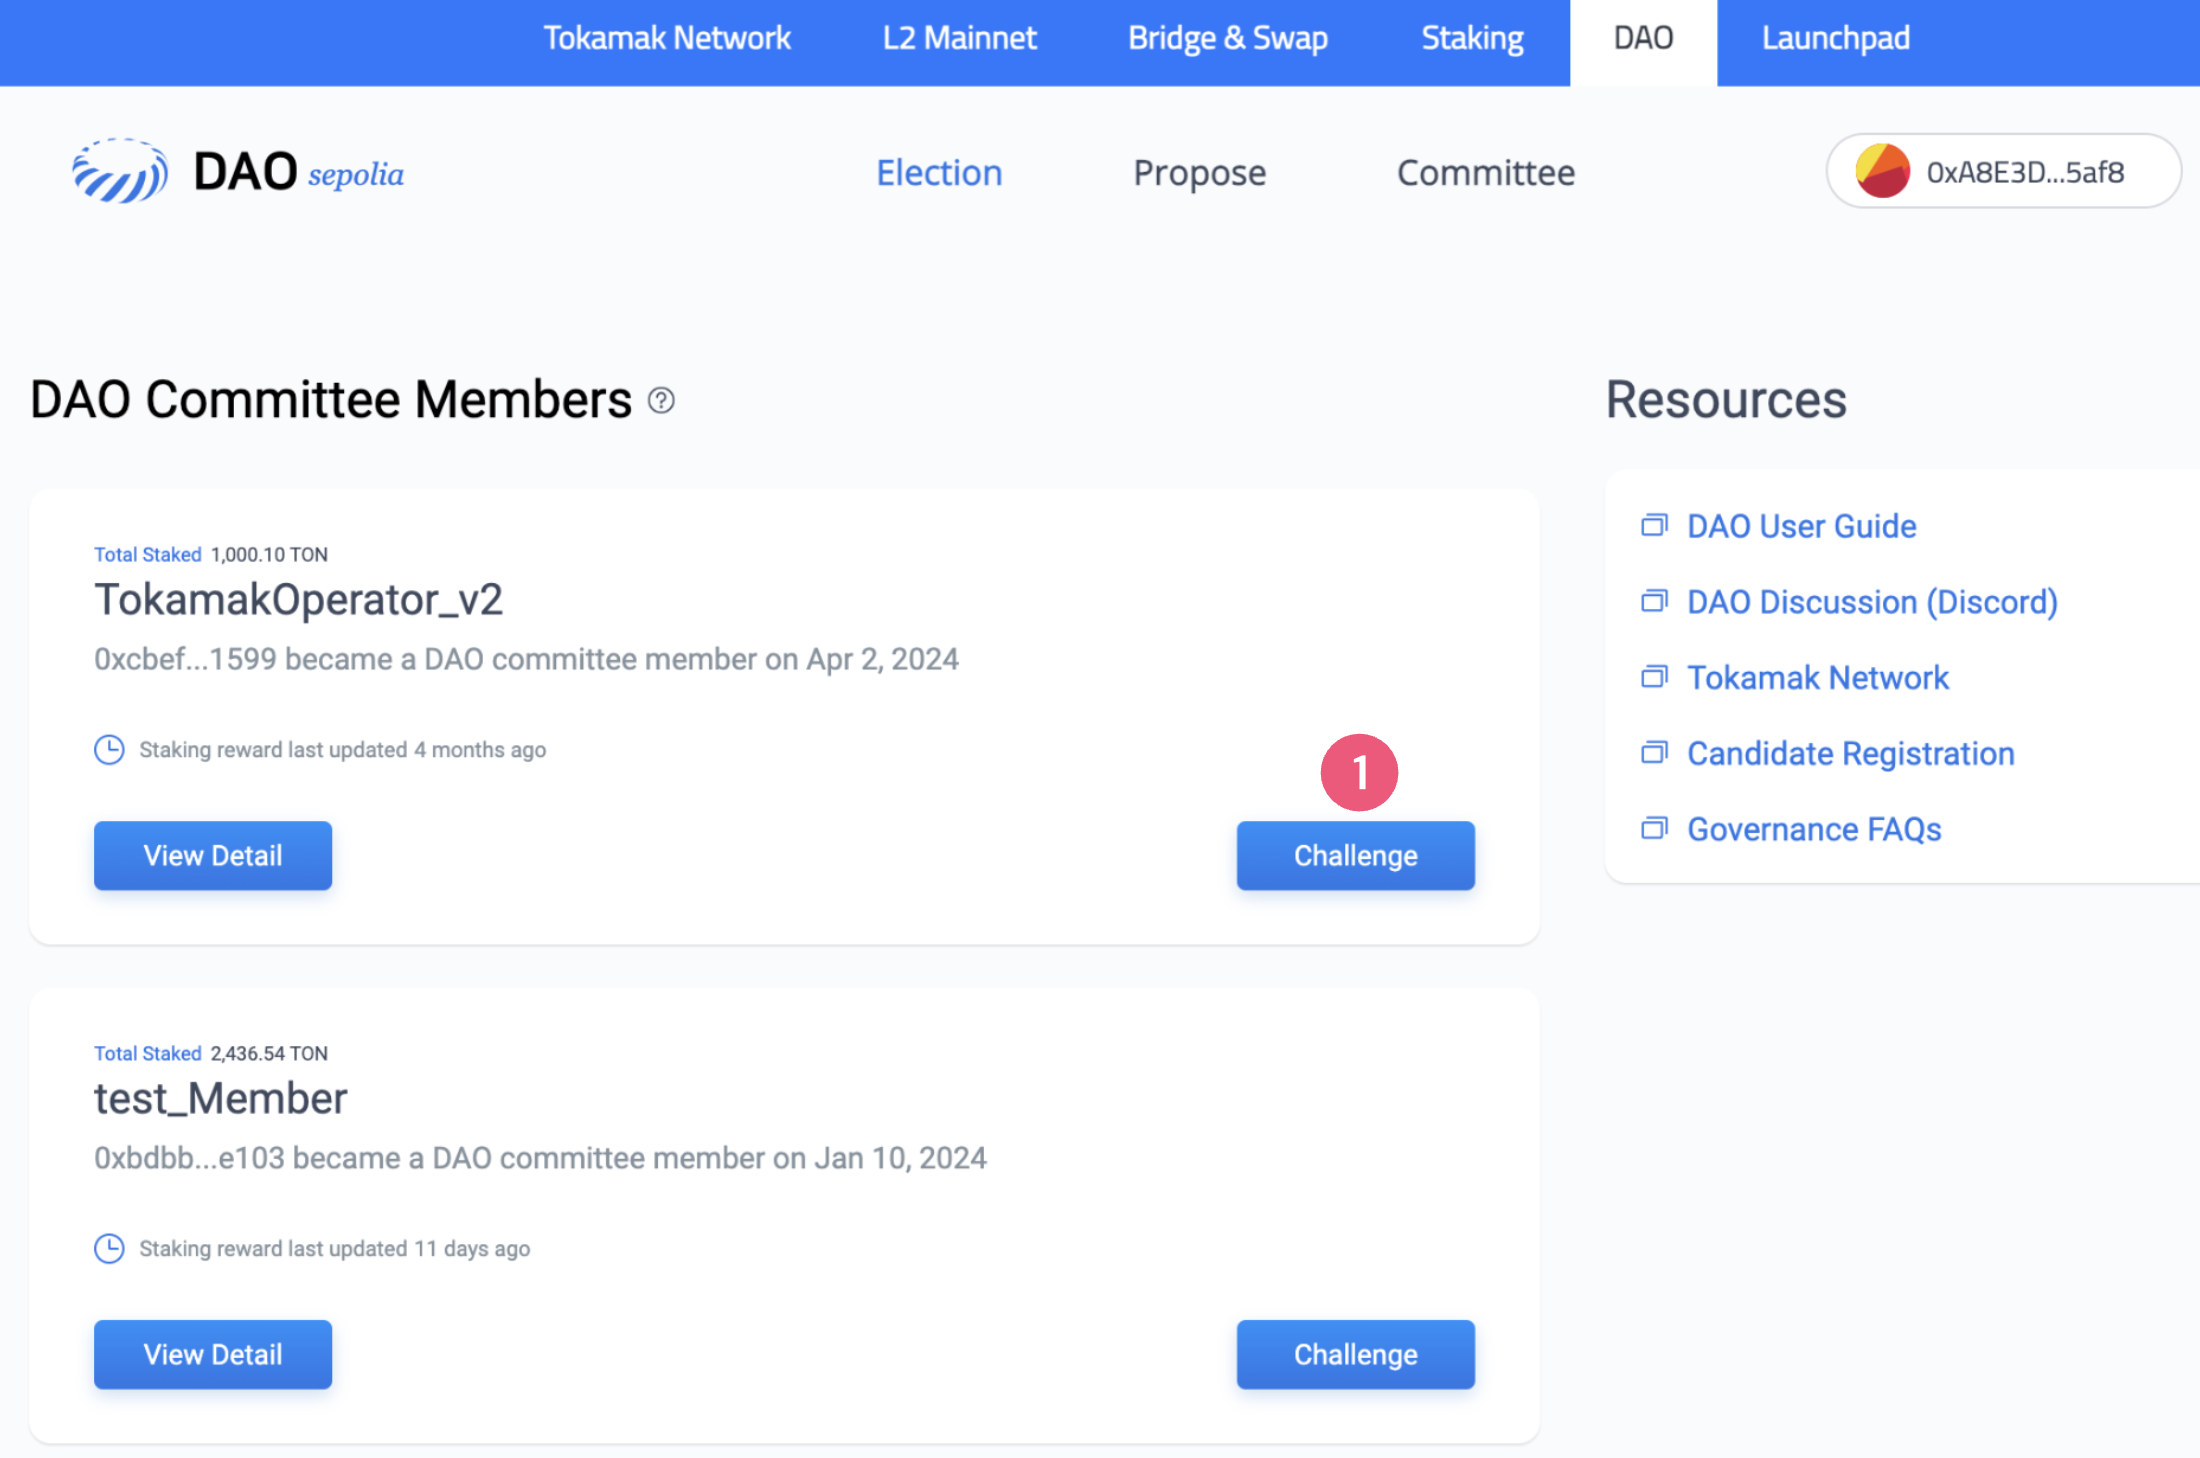 Tokamak Network L2 Mainnet Bridge & Swap Staking DAO Launchpad
DAO sepolia Election Propose Committee 0xA8E3D...5af8
DAO Committee Members ?
Total Staked 1,000.10 TON
TokamakOperator_v2
0xcbef...1599 became a DAO committee member on Apr 2, 2024
Staking reward last updated 4 months ago
1
View Detail Challenge
Total Staked 2,436.54 TON
test_Member
0xbdbb...e103 became a DAO committee member on Jan 10, 2024
Staking reward last updated 11 days ago
View Detail Challenge
Resources
DAO User Guide
DAO Discussion (Discord)
Tokamak Network
Candidate Registration
Governance FAQs